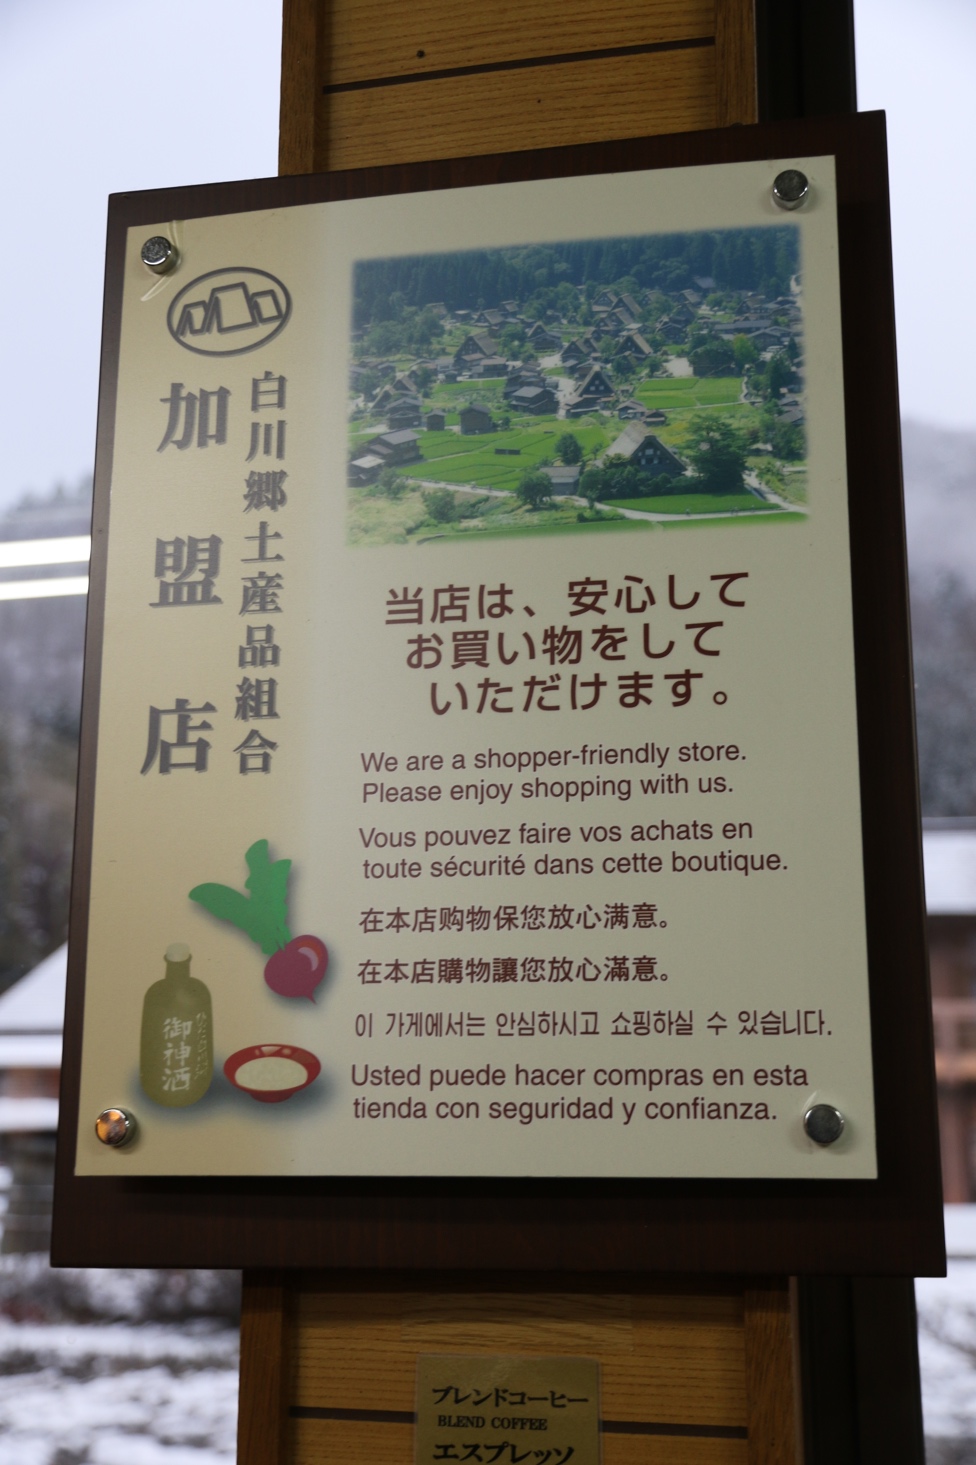 白川郷土産品組合
加盟店
当店は、安心して
お買い物をして
いただけます。
We are a shopper-friendly store.
Please enjoy shopping with us.
Vous pouvez faire vos achats en
toute sécurité dans cette boutique.
在本店购物保您放心满意。
在本店購物讓您放心滿意。
이 가게에서는 안심하시고 쇼핑하실 수 있습니다.
Usted puede hacer compras en esta
tienda con seguridad y confianza.
御神酒
ブレンドコーヒー
BLEND COFFEE
エスプレッソ